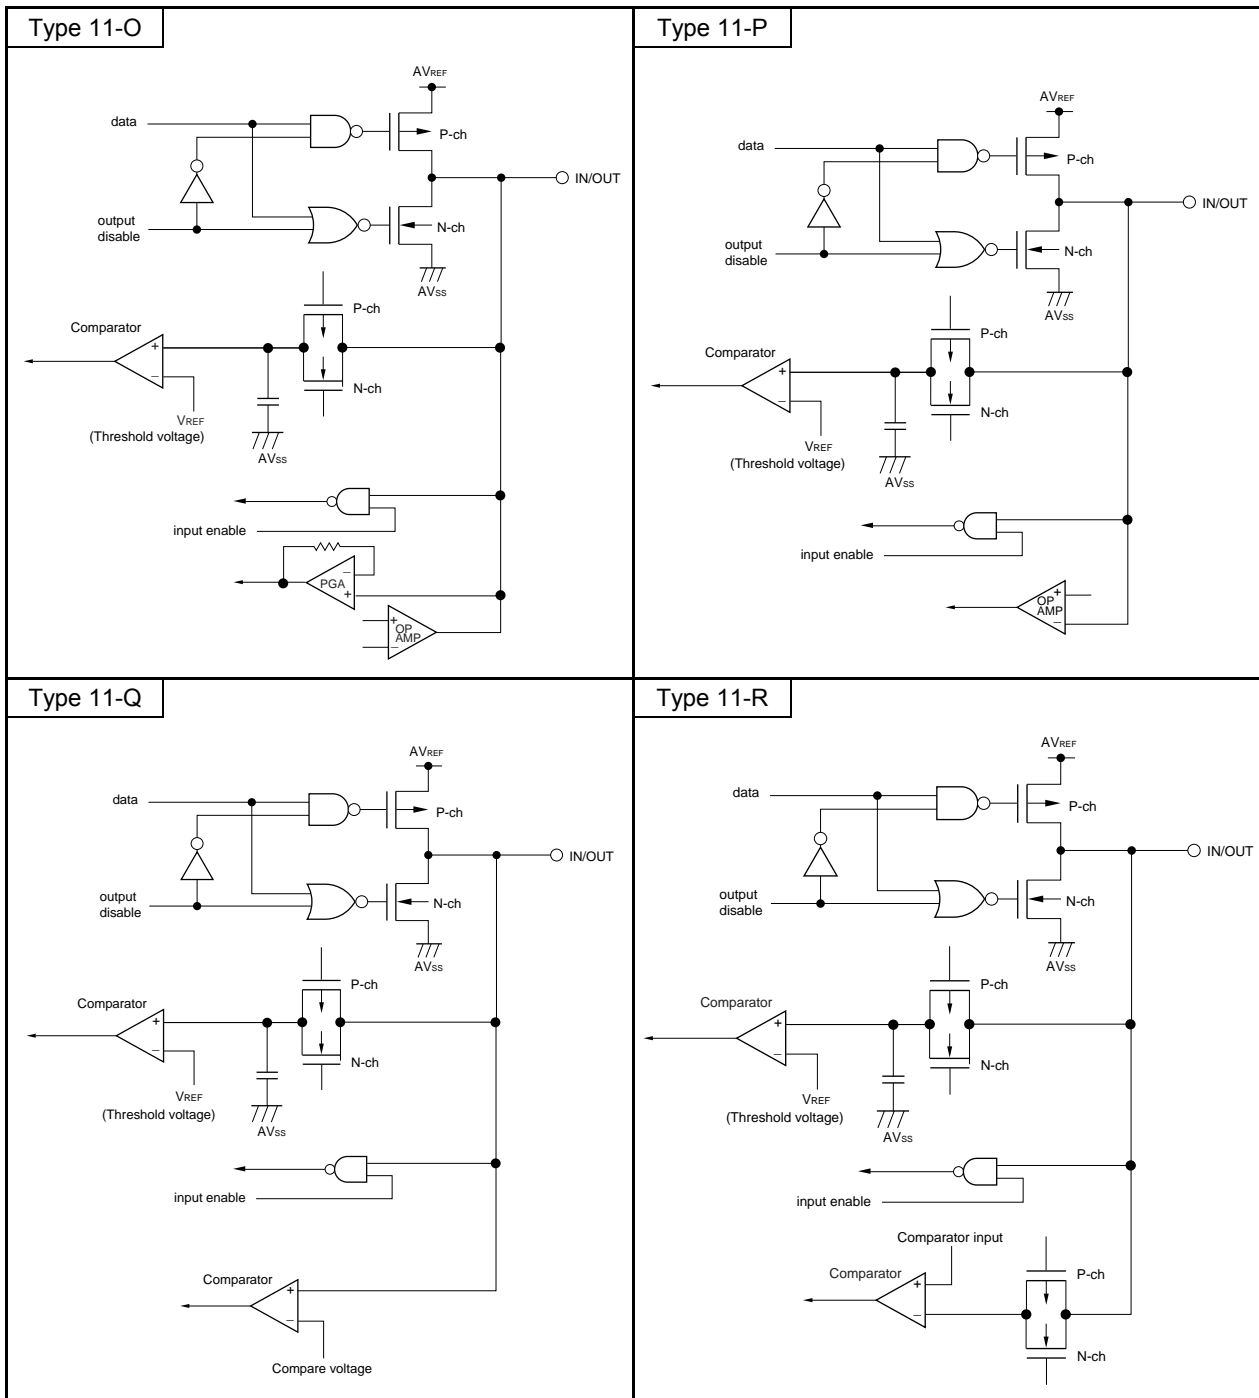 Type 11-O
AVREF
data
P-ch
IN/OUT
output
disable
N-ch
AVSS
P-ch
Comparator
+
−
N-ch
VREF
(Threshold voltage)
AVSS
input enable
−
PGA
+
+
OP
AMP
−
Type 11-P
AVREF
data
P-ch
IN/OUT
output
disable
N-ch
AVSS
P-ch
Comparator
+
−
N-ch
VREF
(Threshold voltage)
AVSS
input enable
+
OP
AMP
−
Type 11-Q
AVREF
data
P-ch
IN/OUT
output
disable
N-ch
AVSS
P-ch
Comparator
+
−
N-ch
VREF
(Threshold voltage)
AVSS
input enable
Comparator
+
−
Compare voltage
Type 11-R
AVREF
data
P-ch
IN/OUT
output
disable
N-ch
AVSS
P-ch
Comparator
+
−
N-ch
VREF
(Threshold voltage)
AVSS
input enable
Comparator input
Comparator
P-ch
+
−
N-ch